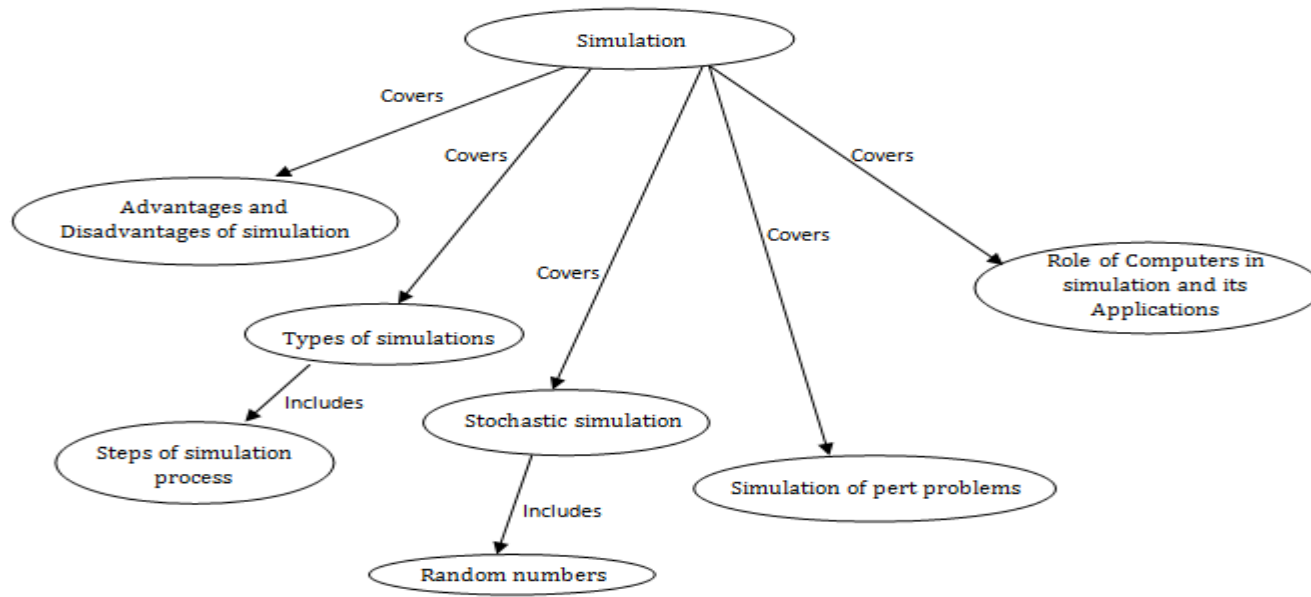 Simulation
Covers
Covers
Covers
Covers
Covers
Advantages and
Disadvantages of simulation
Types of simulations
Includes
Steps of simulation
process
Stochastic simulation
Includes
Random numbers
Simulation of pert problems
Role of Computers in
simulation and its
Applications